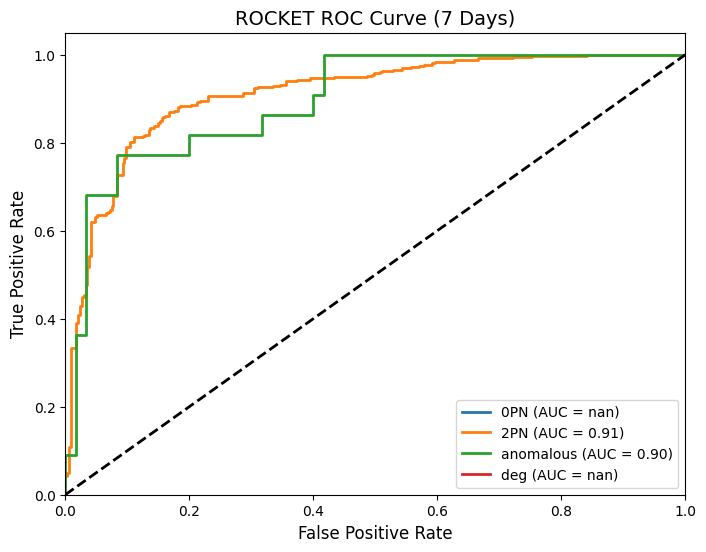 ROCKET ROC Curve (7 Days)
True Positive Rate
1.0
0.8
0.6
0.4
0.2
0.0
0PN (AUC = nan)
2PN (AUC = 0.91)
anomalous (AUC = 0.90)
deg (AUC = nan)
0.0 0.2 0.4 0.6 0.8 1.0
False Positive Rate